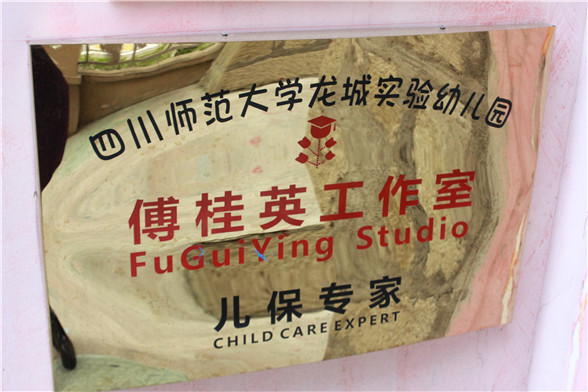 四川师范大学龙城实验幼儿园
傅桂英工作室
FuGuiYing Studio
儿保专家
CHILD CARE EXPERT